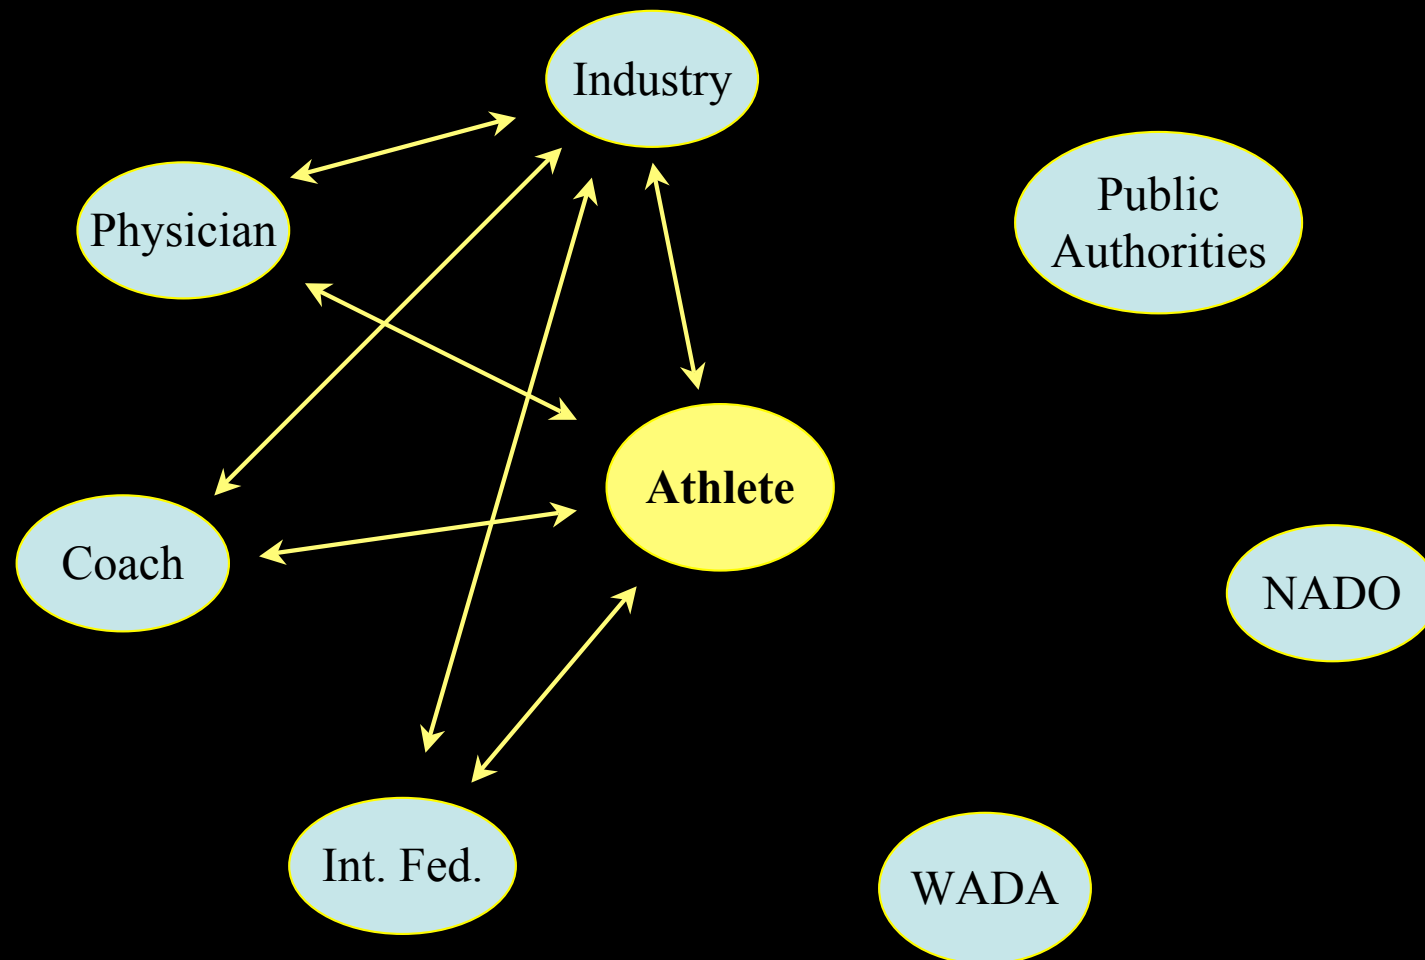 Industry
Public
Authorities
Physician
Athlete
Coach
NADO
Int. Fed.
WADA